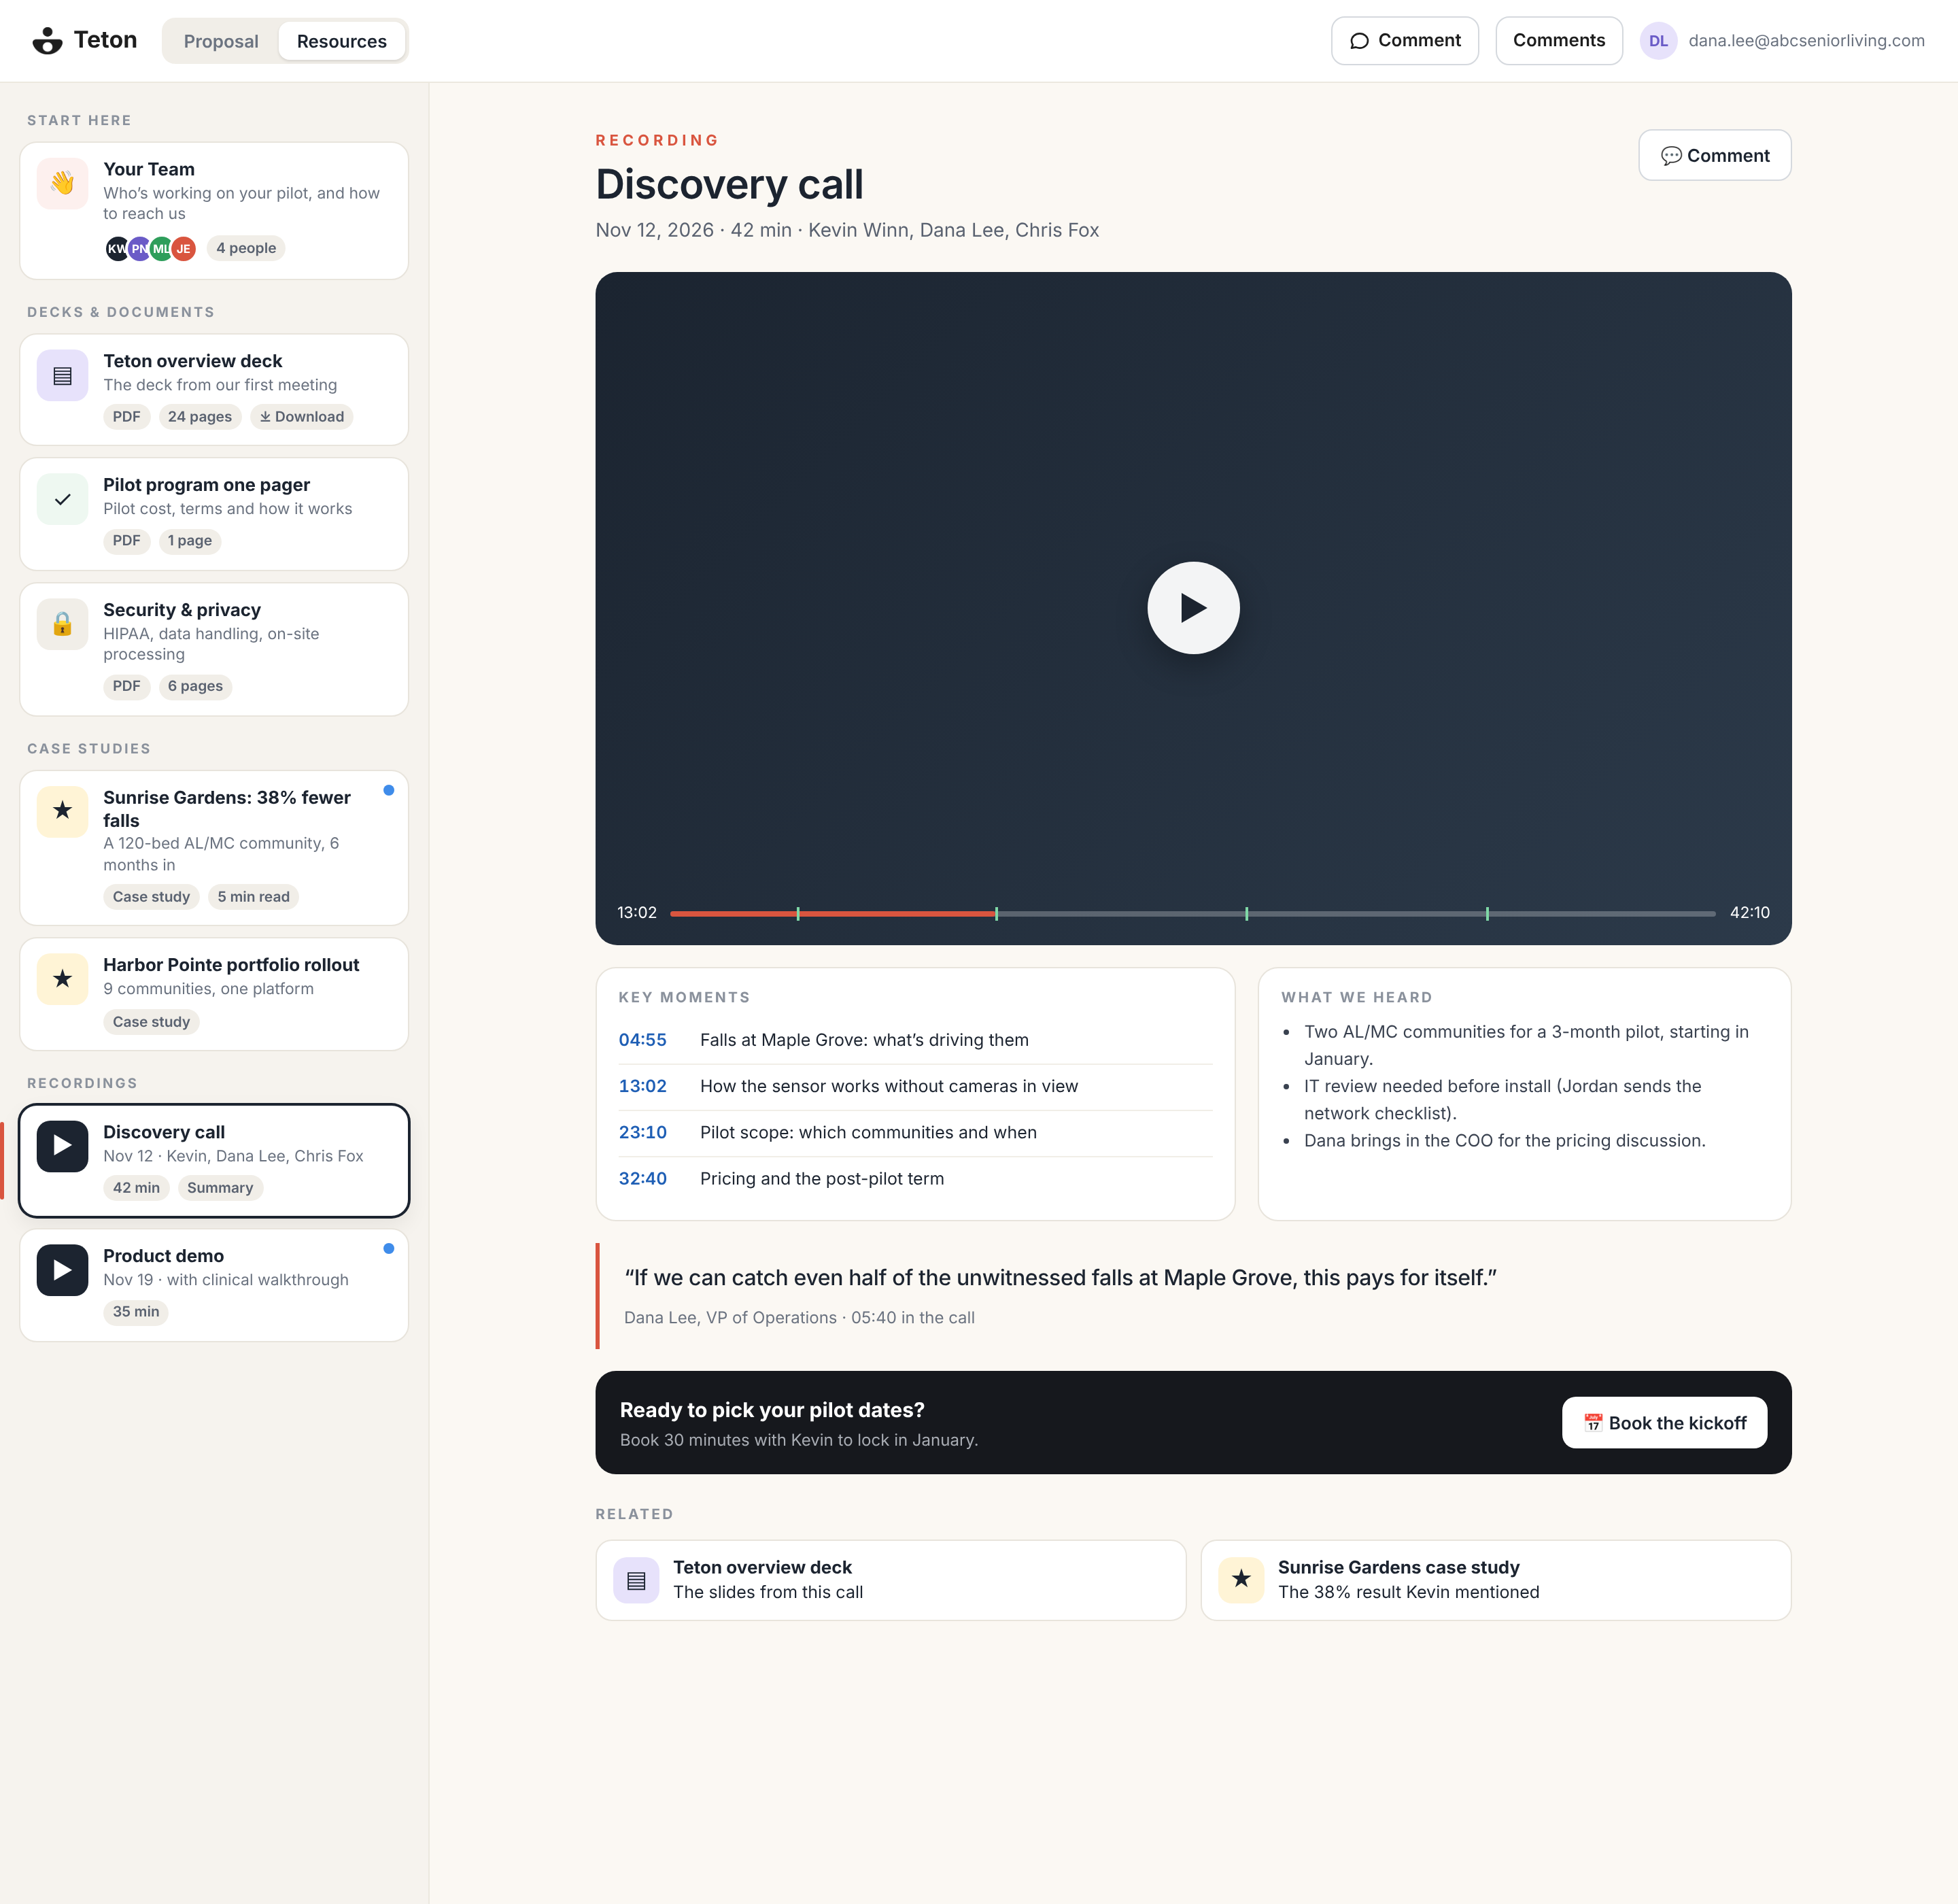 Teton
Proposal
Resources
Comment
Comments
DL
dana.lee@abcseniorliving.com
START HERE
Your Team
Who’s working on your pilot, and how
to reach us
KW
PN
ML
JE
4 people
DECKS & DOCUMENTS
Teton overview deck
The deck from our first meeting
PDF
24 pages
Download
Pilot program one pager
Pilot cost, terms and how it works
PDF
1 page
Security & privacy
HIPAA, data handling, on-site
processing
PDF
6 pages
CASE STUDIES
Sunrise Gardens: 38% fewer
falls
A 120-bed AL/MC community, 6
months in
Case study
5 min read
Harbor Pointe portfolio rollout
9 communities, one platform
Case study
RECORDINGS
Discovery call
Nov 12 · Kevin, Dana Lee, Chris Fox
42 min
Summary
Product demo
Nov 19 · with clinical walkthrough
35 min
RECORDING
Discovery call
Nov 12, 2026 · 42 min · Kevin Winn, Dana Lee, Chris Fox
Comment
13:02
42:10
KEY MOMENTS
04:55 Falls at Maple Grove: what’s driving them
13:02 How the sensor works without cameras in view
23:10 Pilot scope: which communities and when
32:40 Pricing and the post-pilot term
WHAT WE HEARD
• Two AL/MC communities for a 3-month pilot, starting in
January.
• IT review needed before install (Jordan sends the
network checklist).
• Dana brings in the COO for the pricing discussion.
“If we can catch even half of the unwitnessed falls at Maple Grove, this pays for itself.”
Dana Lee, VP of Operations · 05:40 in the call
Ready to pick your pilot dates?
Book 30 minutes with Kevin to lock in January.
Book the kickoff
RELATED
Teton overview deck
The slides from this call
Sunrise Gardens case study
The 38% result Kevin mentioned